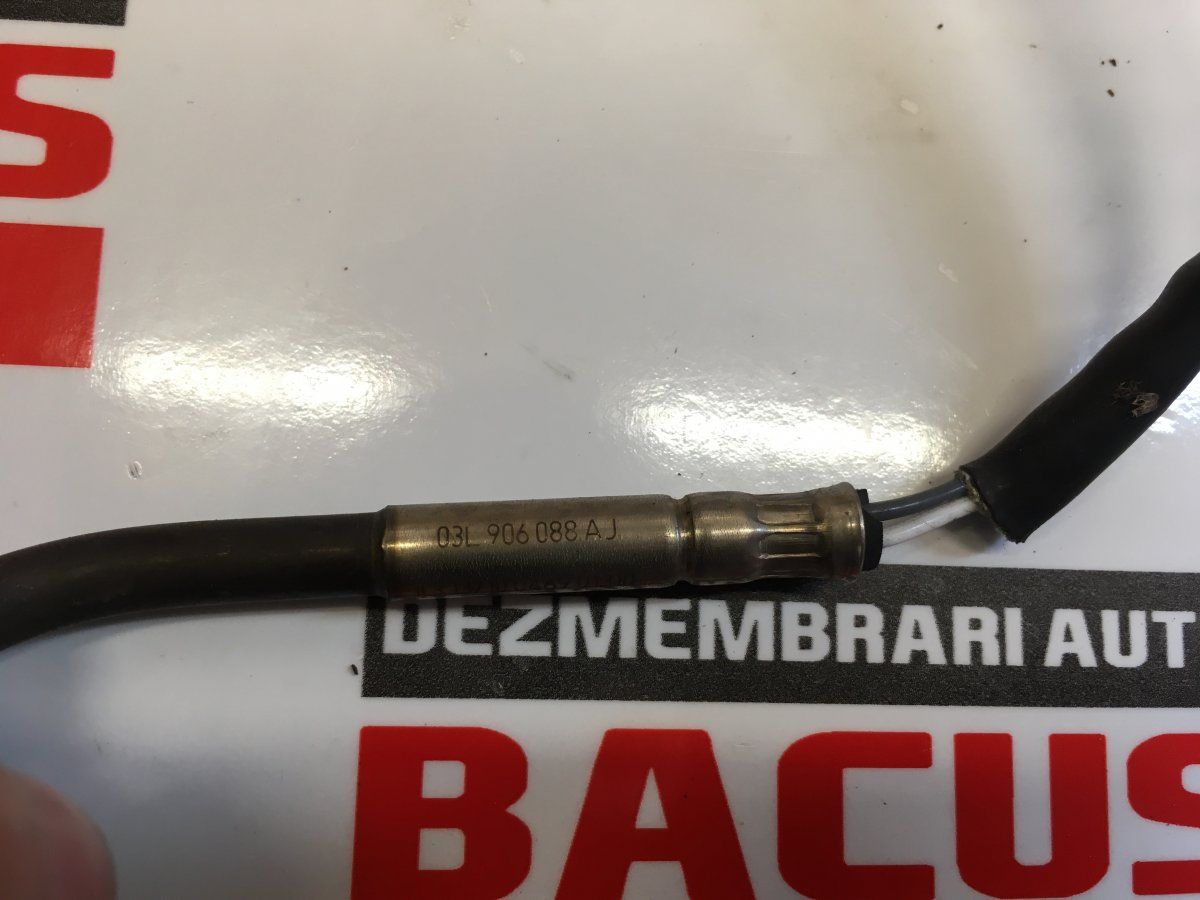 S
03L 906 088 AJ
DEZMEMBRARI AUT
BACUS